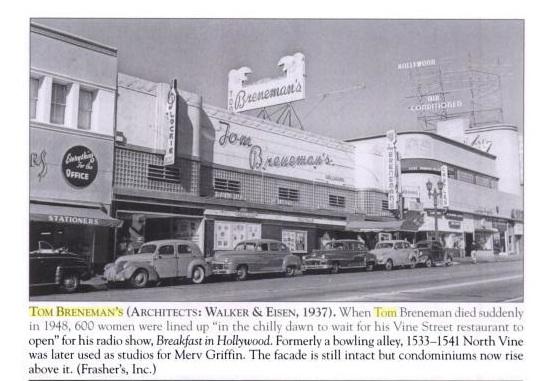 HOLLYWOOD
AIR
CONDITIONED
TOM
Breneman's
Tom
Breneman's
Everything
For the
OFFICE
STATIONERS
TOM BRENEMAN'S (ARCHITECTS: WALKER & EISEN, 1937). When Tom Breneman died suddenly
in 1948, 600 women were lined up "in the chilly dawn to wait for his Vine Street restaurant to
open" for his radio show, Breakfast in Hollywood. Formerly a bowling alley, 1533–1541 North Vine
was later used as studios for Merv Griffin. The facade is still intact but condominiums now rise
above it. (Frasher's, Inc.)